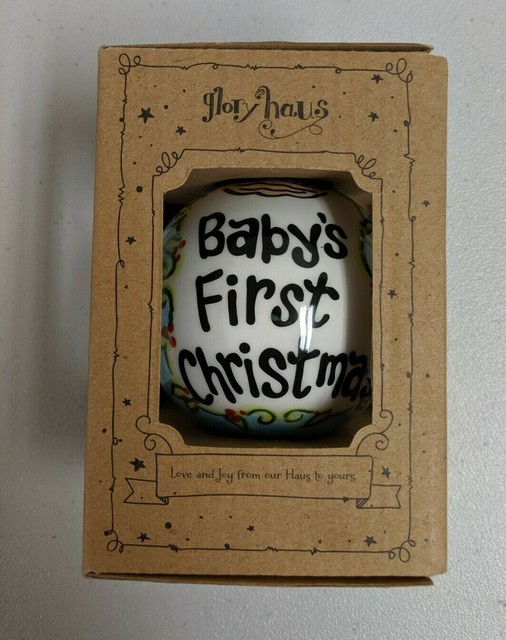 glory haus
Baby's
First
Christmas
Love and Joy from our Haus to yours